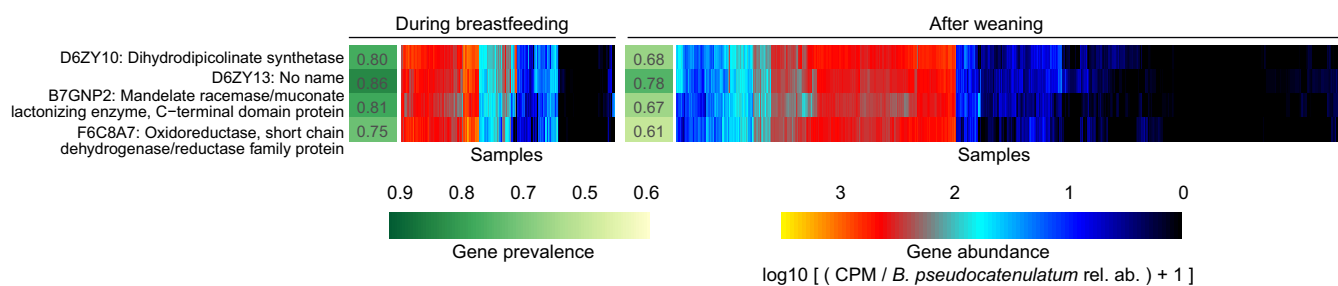 During breastfeeding
After weaning
D6ZY10: Dihydrodipicolinate synthetase
0.80
0.68
D6ZY13: No name
0.86
0.78
B7GNP2: Mandelate racemase/muconate
lactonizing enzyme, C−terminal domain protein
0.81
0.67
F6C8A7: Oxidoreductase, short chain
dehydrogenase/reductase family protein
0.75
0.61
Samples
Samples
0.9 0.8 0.7 0.5 0.6
Gene prevalence
3 2 1 0
Gene abundance
log10 [ ( CPM / B. pseudocatenulatum rel. ab. ) + 1 ]